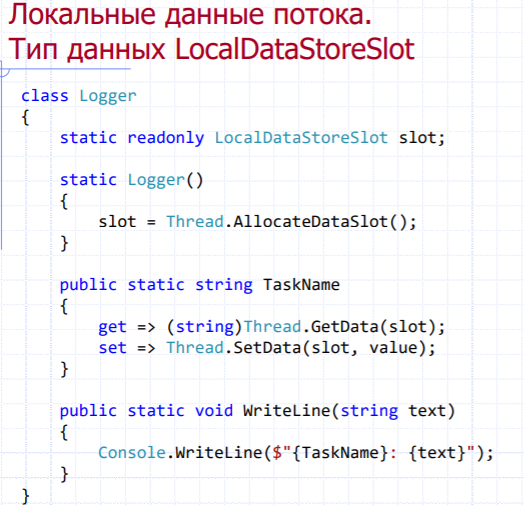 Локальные данные потока.
Тип данных LocalDataStoreSlot
class Logger
{
    static readonly LocalDataStoreSlot slot;

    static Logger()
    {
        slot = Thread.AllocateDataSlot();
    }

    public static string TaskName
    {
        get => (string)Thread.GetData(slot);
        set => Thread.SetData(slot, value);
    }

    public static void WriteLine(string text)
    {
        Console.WriteLine($"{TaskName}: {text}");
    }
}